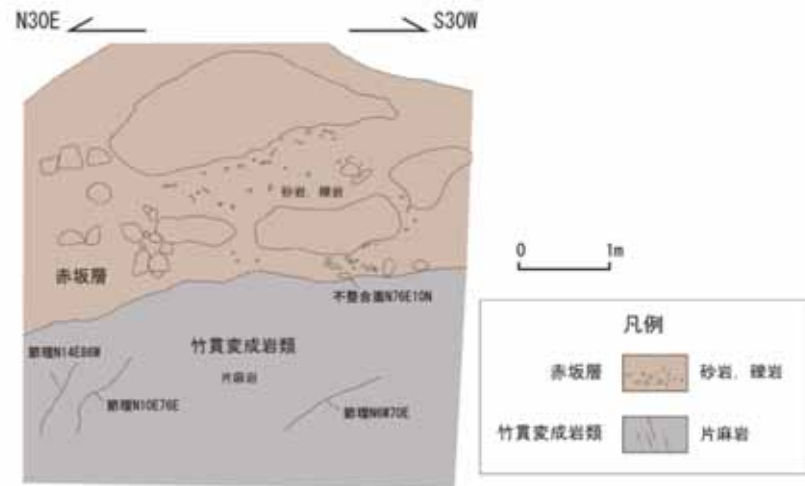 N30E
S30W
砂岩，礫岩
0 1m
赤坂層
不整合面N76E10N
竹貫変成岩類
片麻岩
節理N14E86W
節理N10E76E
節理N6W70E
凡例
赤坂層 砂岩，礫岩
竹貫変成岩類 片麻岩